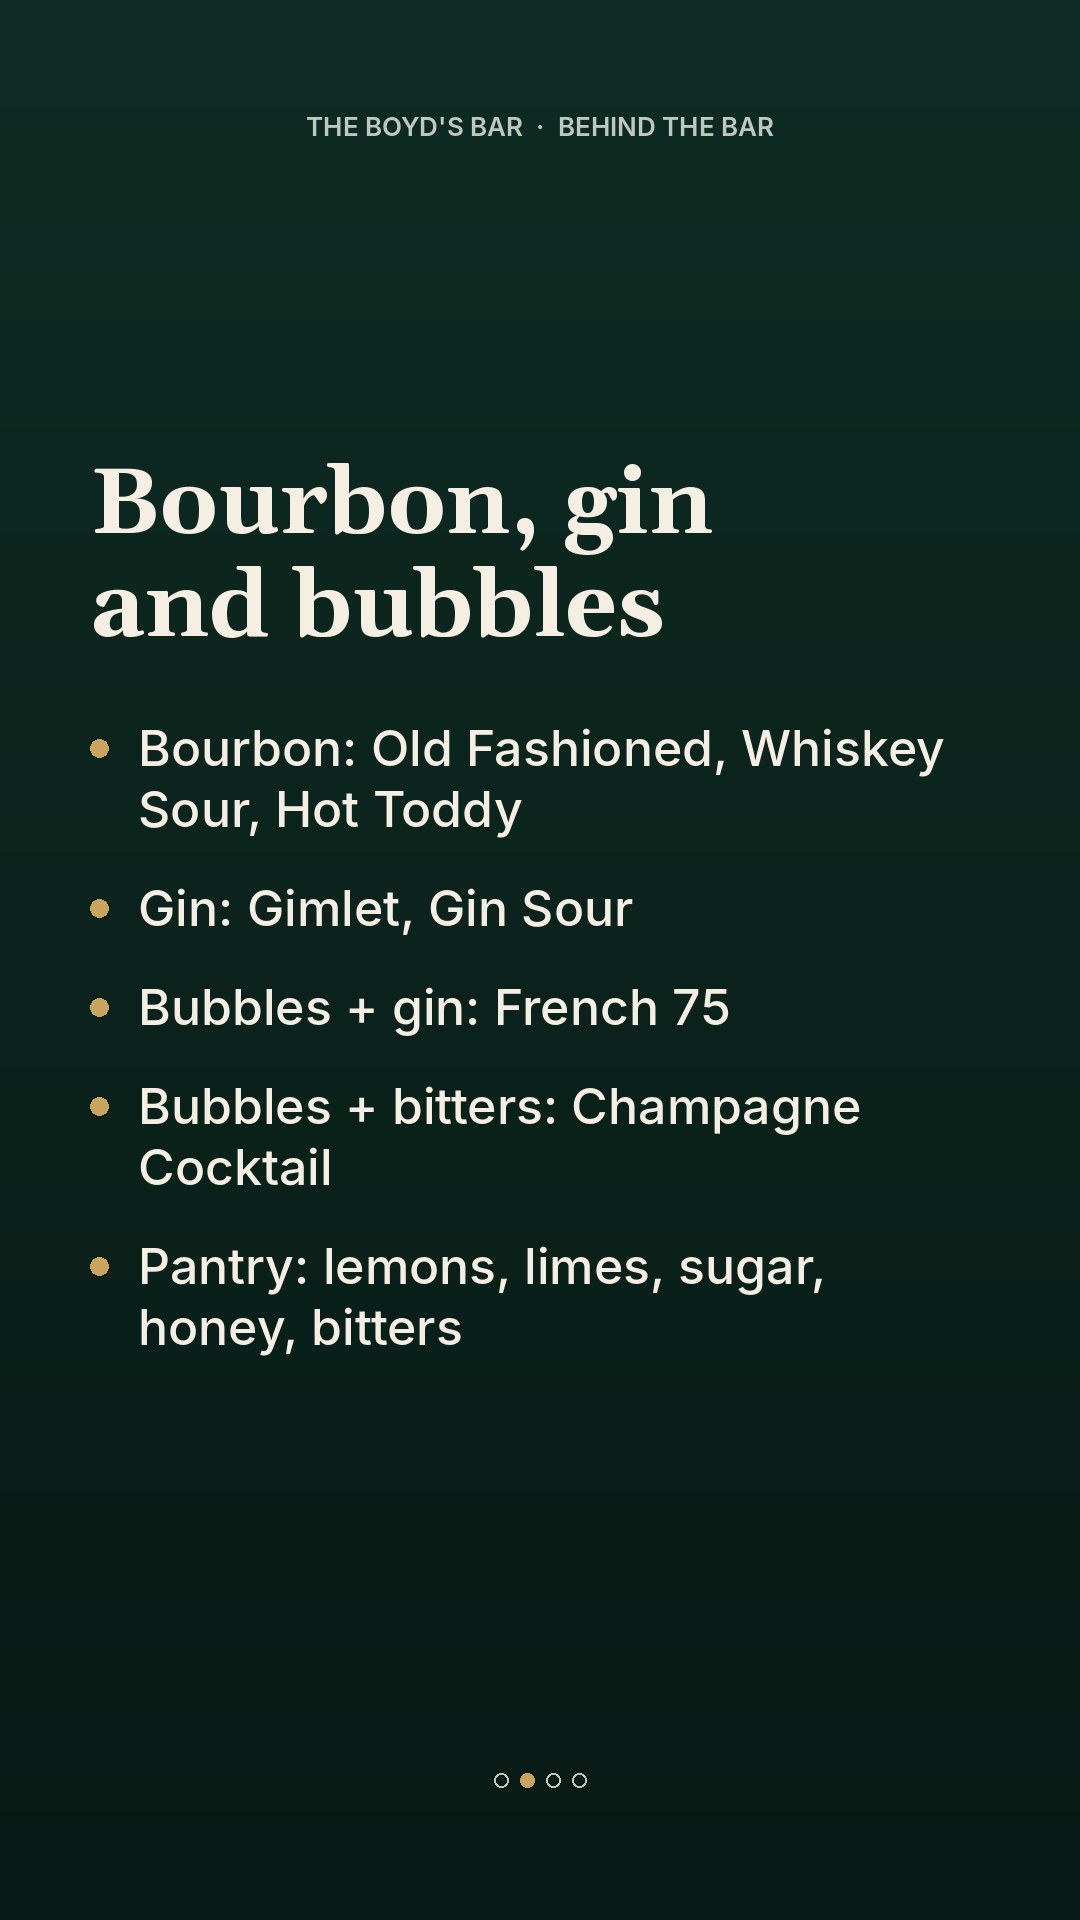 THE BOYD'S BAR · BEHIND THE BAR
Bourbon, gin
and bubbles
Bourbon: Old Fashioned, Whiskey
Sour, Hot Toddy
Gin: Gimlet, Gin Sour
Bubbles + gin: French 75
Bubbles + bitters: Champagne
Cocktail
Pantry: lemons, limes, sugar,
honey, bitters